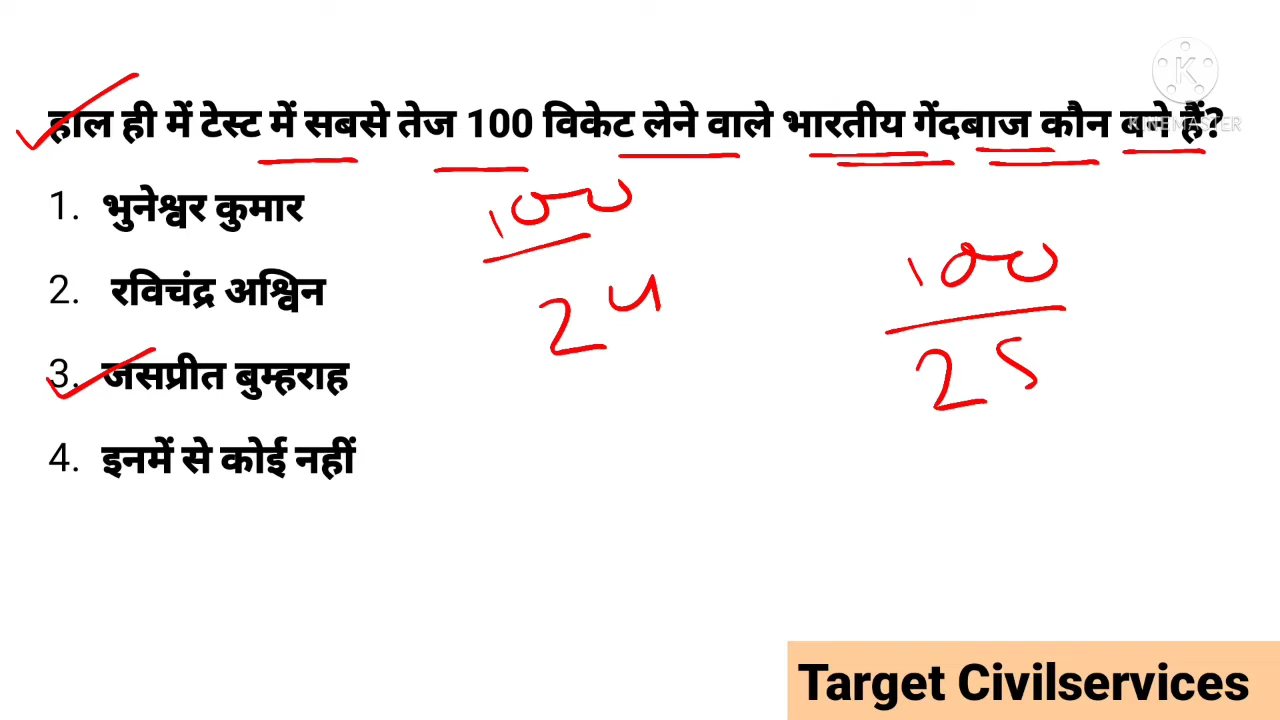 हाल ही में टेस्ट में सबसे तेज 100 विकेट लेने वाले भारतीय गेंदबाज कौन बने हैं?
1. भुनेश्वर कुमार
2. रविचंद्र अश्विन
3. जसप्रीत बुम्हराह
4. इनमें से कोई नहीं
100
24
100
25
K
KINEMASTER
Target Civilservices